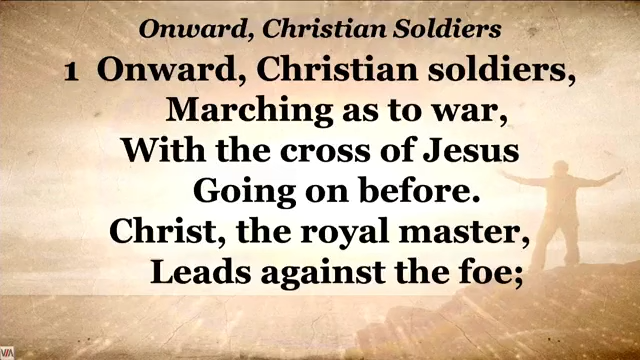 Onward, Christian Soldiers
1 Onward, Christian soldiers,
Marching as to war,
With the cross of Jesus
Going on before.
Christ, the royal master,
Leads against the foe;
VIA